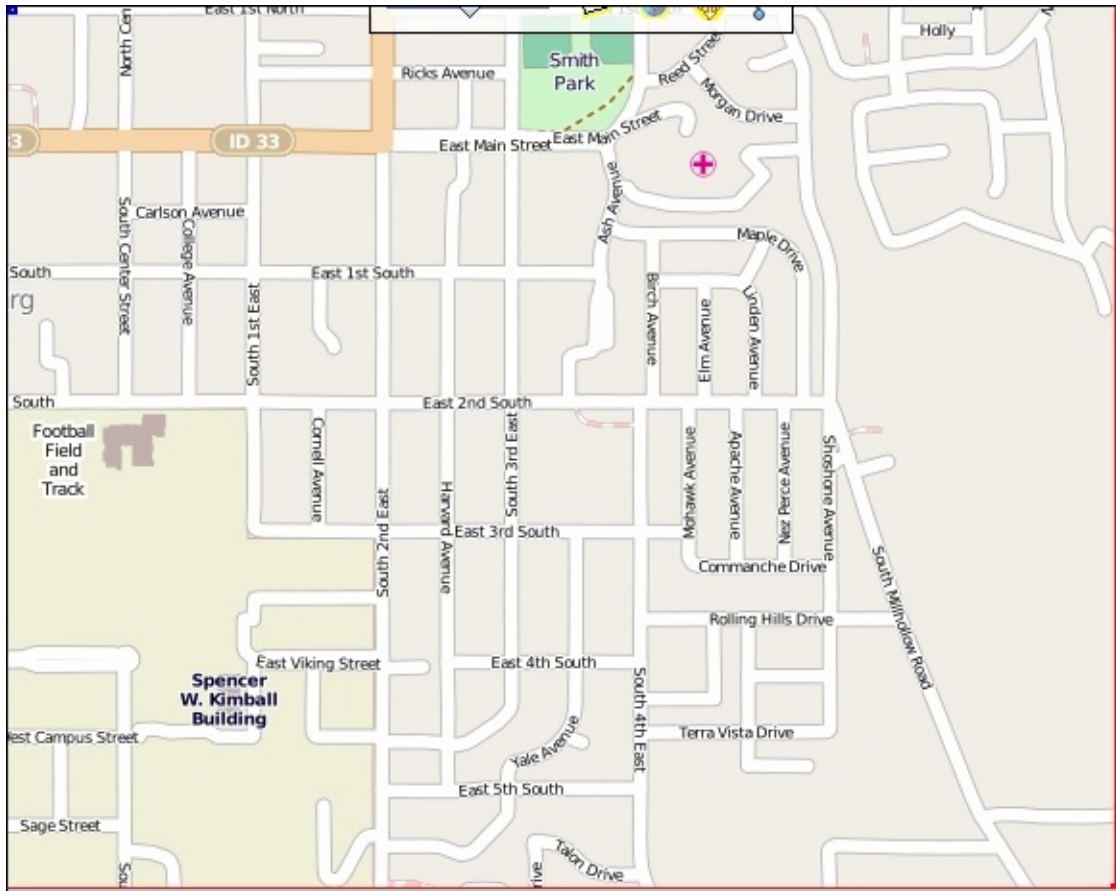 East 1st North
North Cen
Holly
Smith
Park
Reed Street
Ricks Avenue
Morgan Drive
East Main Street
East Main Street
ID 33
Ash Avenue
Carlson Avenue
South Center Street
College Avenue
Maple Drive
South
East 1st South
rg
South 1st East
Birch Avenue
Elm Avenue
Linden Avenue
South
East 2nd South
Football
Field
and
Track
Cornell Avenue
South 3rd East
Mohawk Avenue
Apache Avenue
Nez Perce Avenue
Shoshone Avenue
South 2nd East
Harvard Avenue
East 3rd South
Commanche Drive
South Millhollow Road
Rolling Hills Drive
East Viking Street
East 4th South
Spencer
W. Kimball
Building
South 4th East
est Campus Street
Yale Avenue
Terra Vista Drive
East 5th South
Sage Street
Talon Drive
rive
Sou